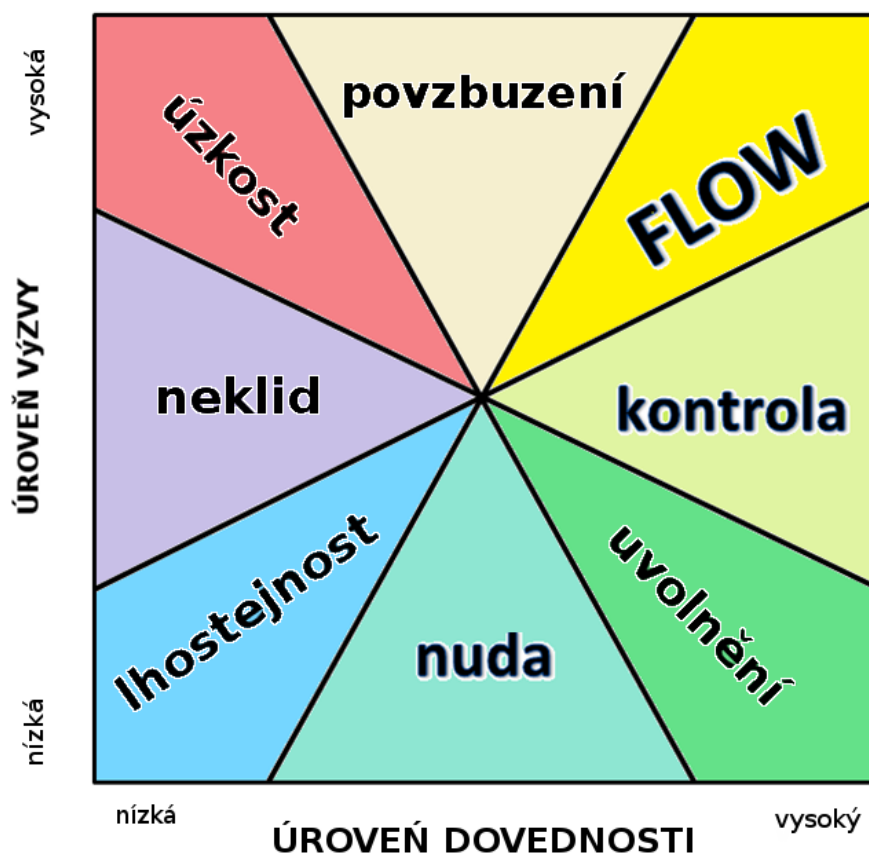 vysoká
povzbuzení
úzkost
FLOW
ÚROVEŇ VýZVY
neklid
kontrola
lhostejnost
uvolnění
nuda
nízká
nízká
vysoký
ÚROVEŇ DOVEDNOSTI